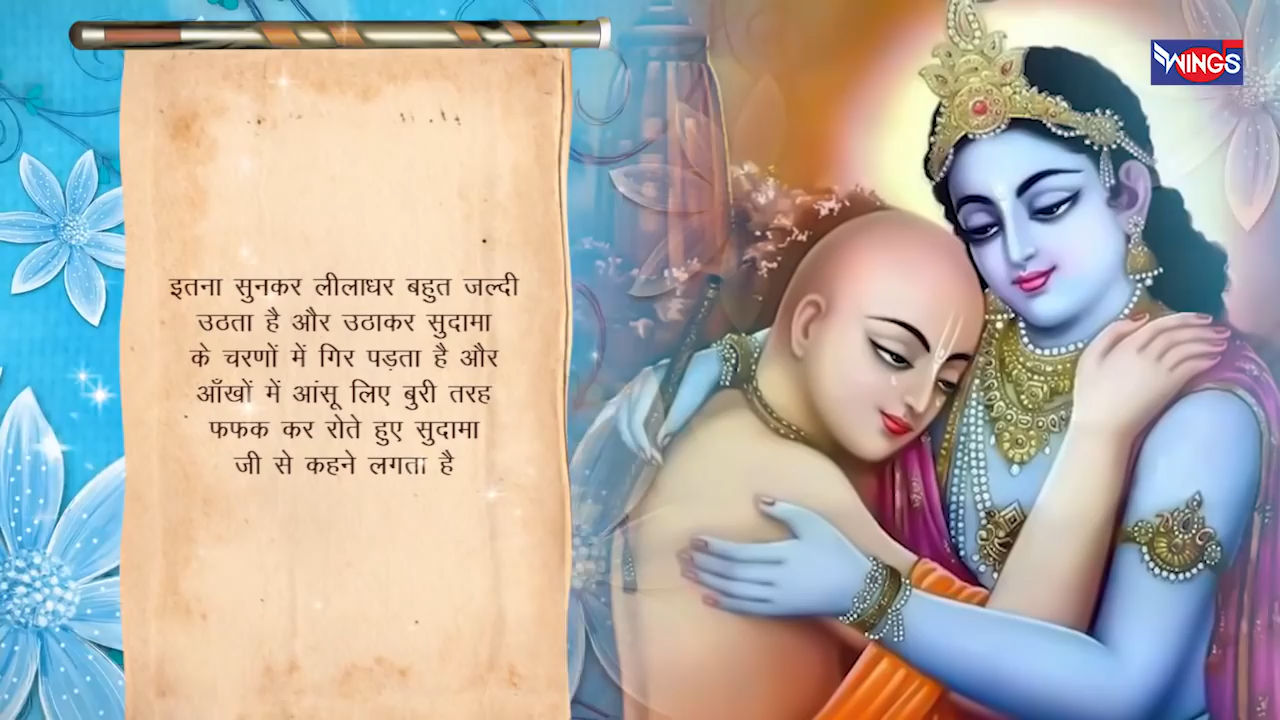 WINGS
इतना सुनकर लीलाधर बहुत जल्दी
उठता है और उठाकर सुदामा
के चरणों में गिर पड़ता है और
आँखों में आंसू लिए बुरी तरह
फफक कर रोते हुए सुदामा
जी से कहने लगता है